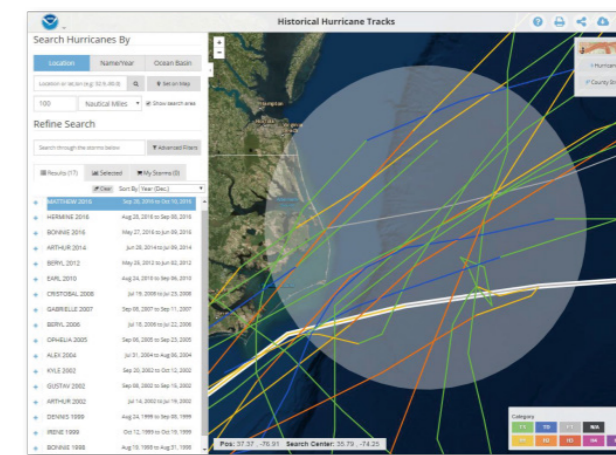 Historical Hurricane Tracks
Search Hurricanes By
Location Name/Year Ocean Basin
Set on Map
100 Nautical Miles Show search area
Refine Search
Search through the storms below Advanced Filters
Results (17) Selected My Storms (0)
Clear Sort By Year (Desc.)
MATTHEW 2016 Sep 28, 2016 to Oct 10, 2016
HERMINE 2016 Aug 28, 2016 to Sep 08, 2016
BONNIE 2016 May 27, 2016 to Jun 09, 2016
ARTHUR 2014 Jun 28, 2014 to Jul 09, 2014
BERYL 2012 May 26, 2012 to Jun 02, 2012
EARL 2010 Aug 24, 2010 to Sep 06, 2010
CRISTOBAL 2008 Jul 19, 2008 to Jul 23, 2008
GABRIELLE 2007 Sep 08, 2007 to Sep 11, 2007
BERYL 2006 Jul 18, 2006 to Jul 22, 2006
OPHELIA 2005 Sep 06, 2005 to Sep 23, 2005
ALEX 2004 Jul 31, 2004 to Aug 06, 2004
KYLE 2002 Sep 20, 2002 to Oct 12, 2002
GUSTAV 2002 Sep 08, 2002 to Sep 15, 2002
ARTHUR 2002 Jul 14, 2002 to Jul 19, 2002
DENNIS 1999 Aug 24, 1999 to Sep 08, 1999
IRENE 1999 Oct 12, 1999 to Oct 19, 1999
BONNIE 1998 Aug 19, 1998 to Aug 31, 1998
Hampton
Hurrican
County
Pos: 37.37 , -76.91 Search Center: 35.79 , -74.25
Category
TD N/A